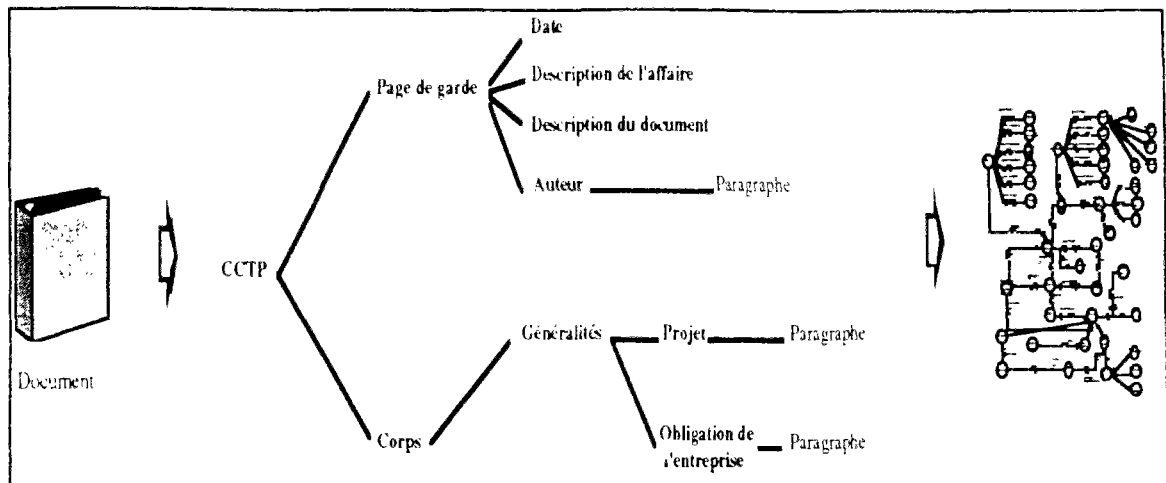 Date
Page de garde
Description de l'affaire
Description du document
Auteur
Paragraphe
CCTP
Document
Généralités
Projet
Paragraphe
Corps
Obligation de
l'entreprise
Paragraphe